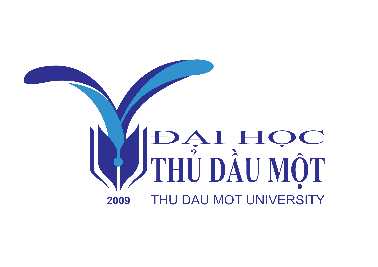 ĐẠI HỌC
THỦ DẦU MỘT
2009 THU DAU MOT UNIVERSITY